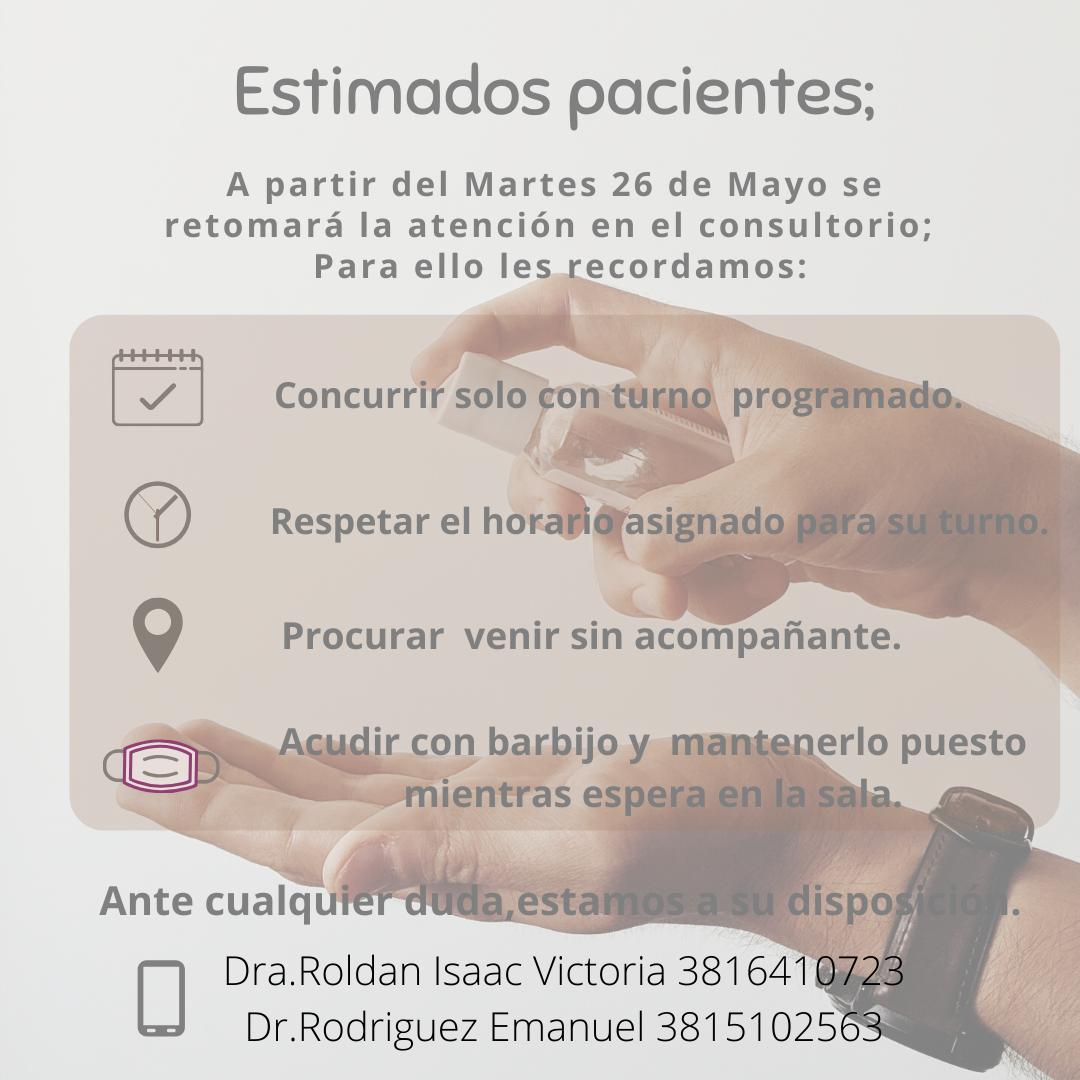 Estimados pacientes;
A partir del Martes 26 de Mayo se
retomará la atención en el consultorio;
Para ello les recordamos:
Concurrir solo con turno programado.
Respetar el horario asignado para su turno.
Procurar venir sin acompañante.
Acudir con barbijo y mantenerlo puesto
mientras espera en la sala.
Ante cualquier duda,estamos a su disposición.
Dra.Roldan Isaac Victoria 3816410723
Dr.Rodriguez Emanuel 3815102563